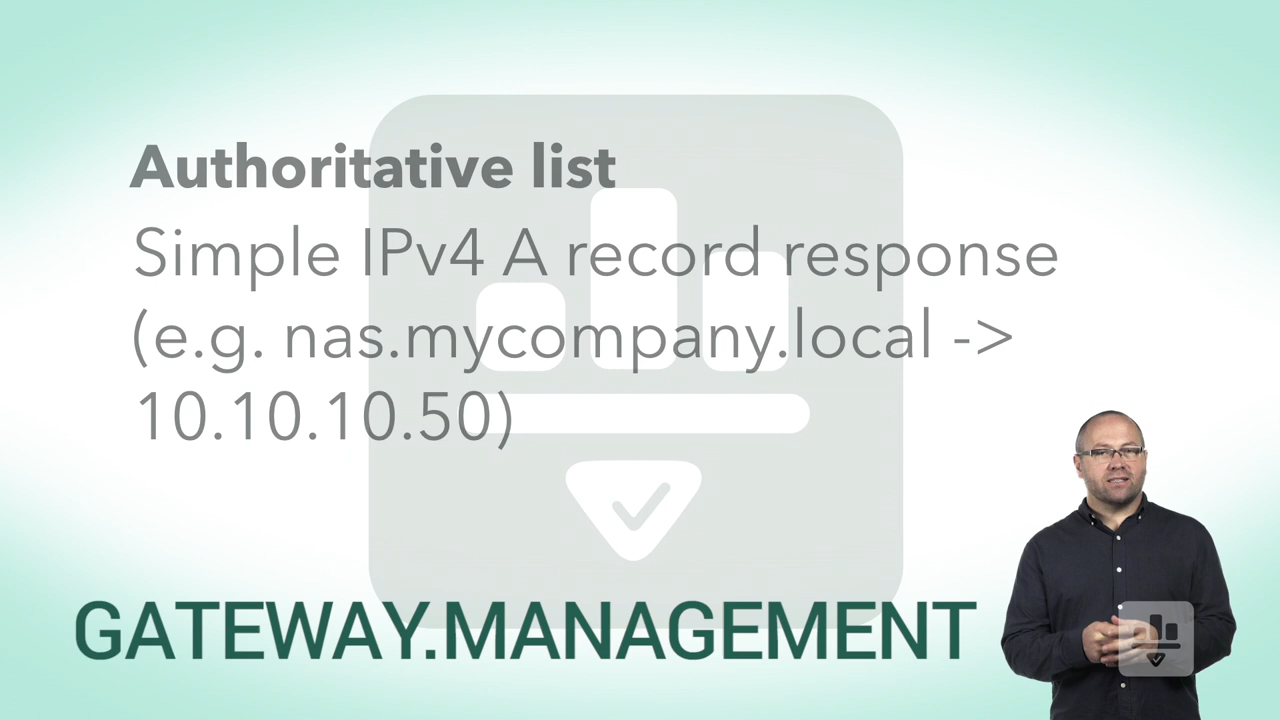 Authoritative list
Simple IPv4 A record response
(e.g. nas.mycompany.local ->
10.10.10.50)
GATEWAY.MANAGEMENT